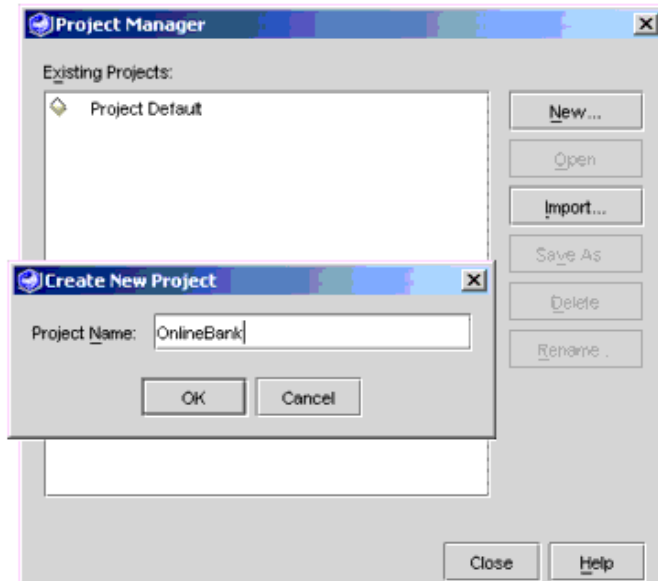 Project Manager
Existing Projects:
Project Default
New...
Open
Import...
Save As
Delete
Rename .
Create New Project
Project Name: OnlineBank
OK Cancel
Close Help